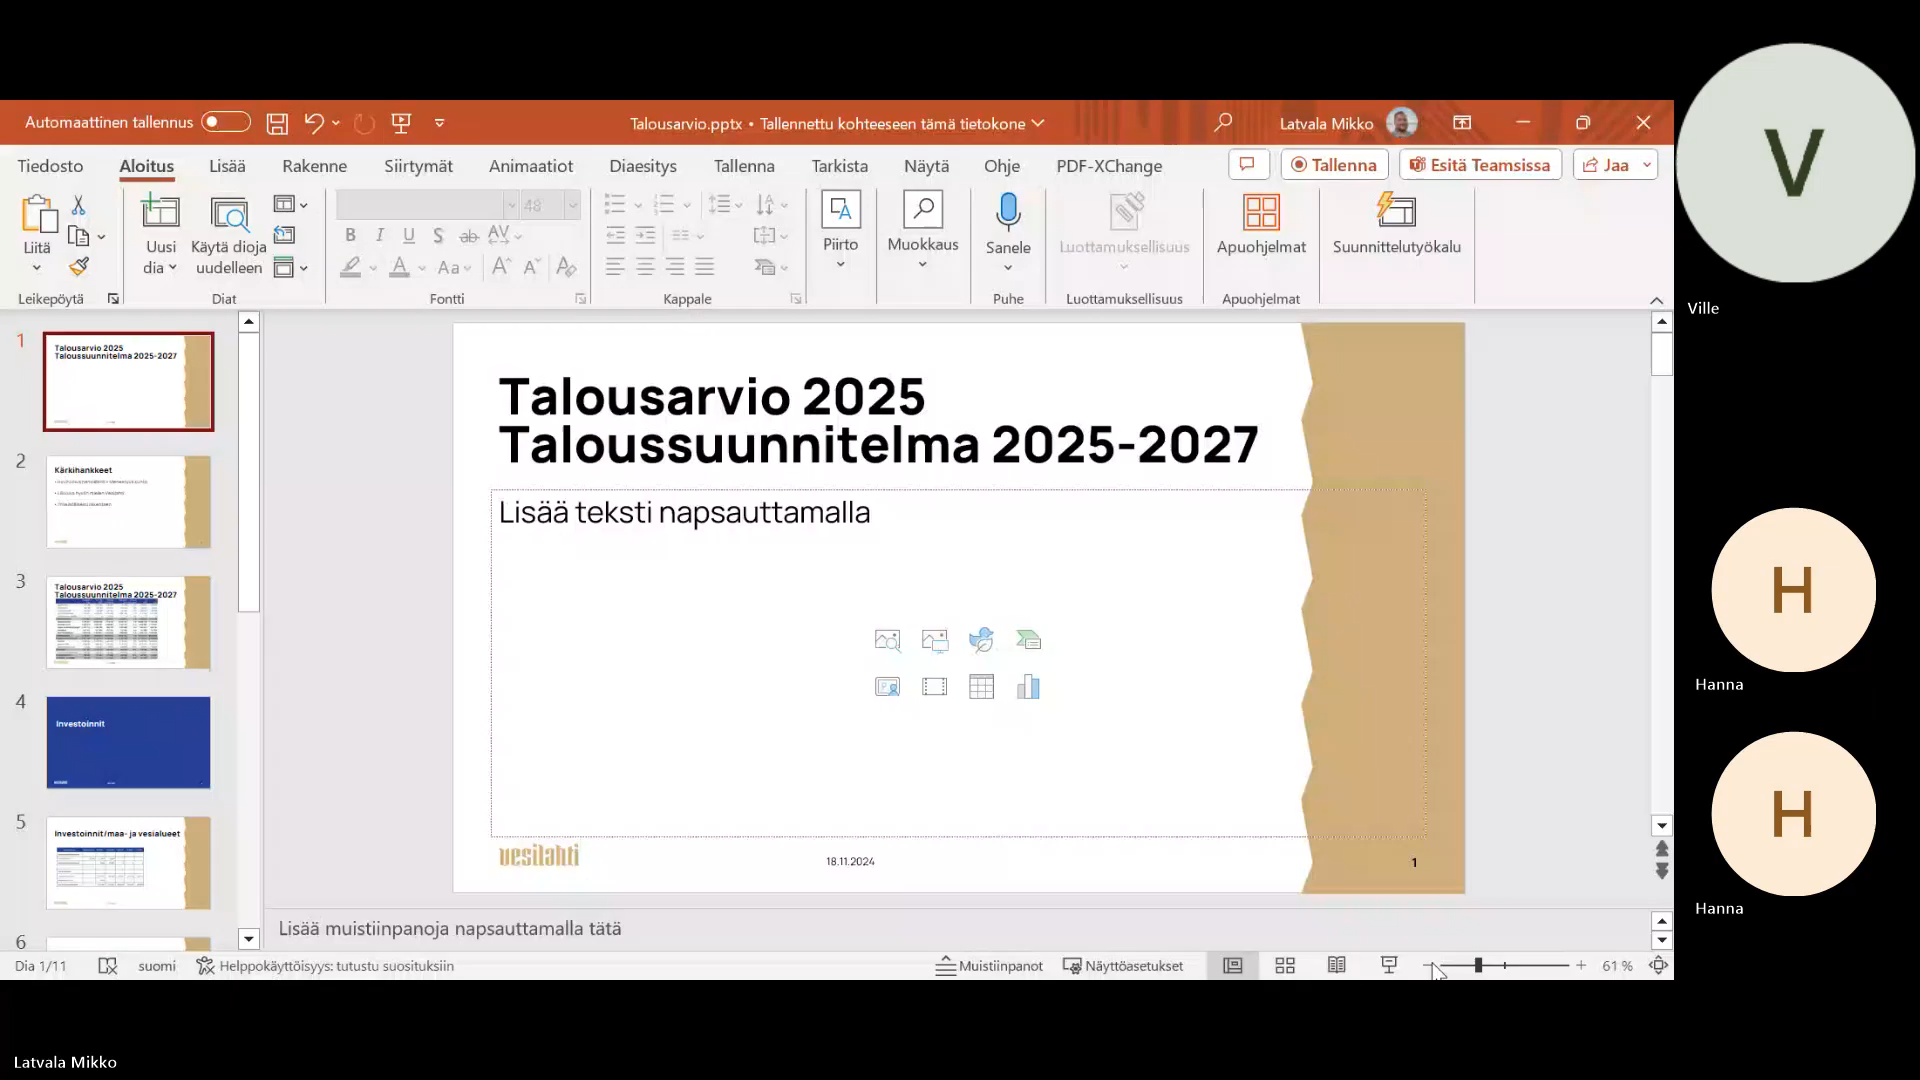 Automaattinen tallennus
Talousarvio.pptx • Tallennettu kohteeseen tämä tietokone
Latvala Mikko
Tiedosto
Aloitus
Lisää
Rakenne
Siirtymät
Animaatiot
Diaesitys
Tallenna
Tarkista
Näytä
Ohje
PDF-XChange
Tallenna
Esitä Teamsissa
Jaa
Liitä
Uusi
dia
Käytä dioja
uudelleen
48
B I U S ab AV
A Aa A A A
Piirto
Muokkaus
Sanele
Luottamuksellisuus
Apuohjelmat
Suunnittelutyökalu
Leikepöytä
Diat
Fontti
Kappale
Puhe
Luottamuksellisuus
Apuohjelmat
1
Talousarvio 2025
Taloussuunnitelma 2025-2027
2
Kärkihankkeet
3
Talousarvio 2025
Taloussuunnitelma 2025-2027
4
Investoinnit
5
Investoinnit/maa- ja vesialueet
6
Talousarvio 2025
Taloussuunnitelma 2025-2027
Lisää teksti napsauttamalla
vesilahti
18.11.2024
1
Lisää muistiinpanoja napsauttamalla tätä
Dia 1/11
suomi
Helppokäyttöisyys: tutustu suosituksiin
Muistiinpanot
Näyttöasetukset
61 %
V
Ville
H
Hanna
H
Hanna
Latvala Mikko